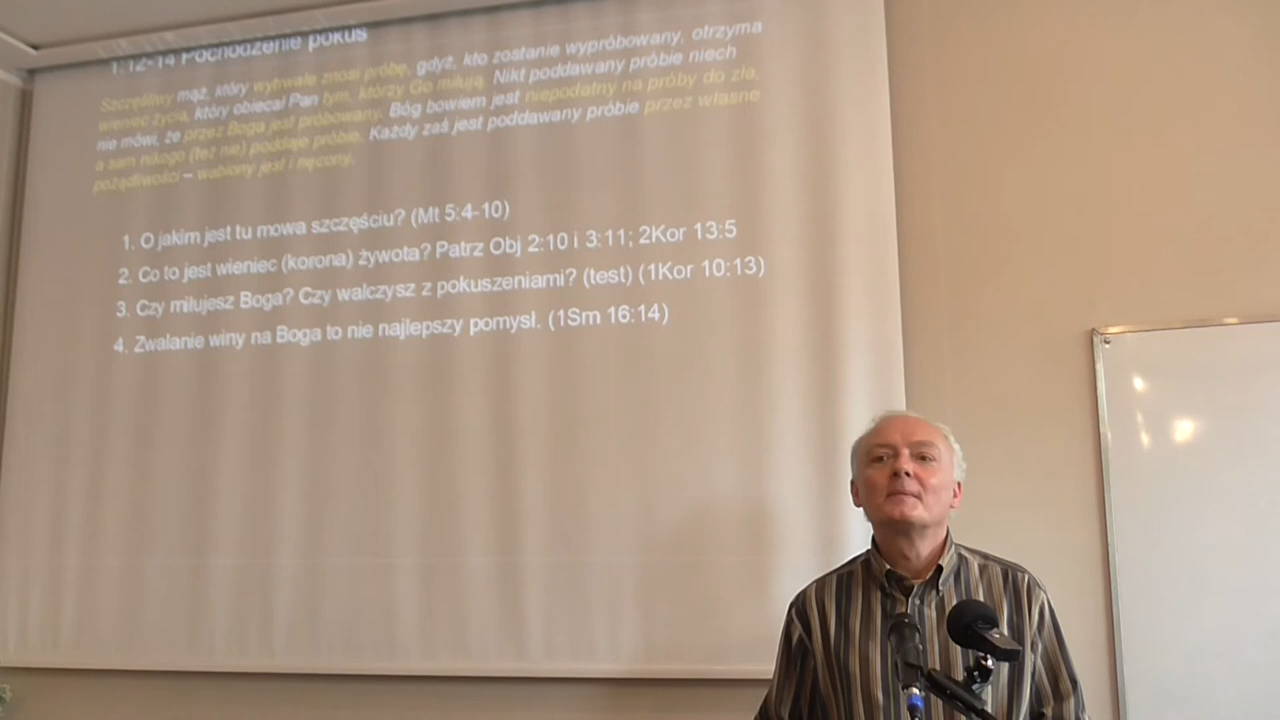 1:12-14 Pochodzenie pokus
Szczęśliwy mąż, który wytrwale znosi próbę, gdyż, kto zostanie wypróbowany, otrzyma
wieniec życia, który obiecał Pan tym, którzy Go miłują. Nikt poddawany próbie niech
nie mówi, że przez Boga jest próbowany. Bóg bowiem jest niepodatny na próby do zła,
a sam nikogo (też nie) poddaje próbie. Każdy zaś jest poddawany próbie przez własne
pożądliwości – wabiony jest i nęcony.
1. O jakim jest tu mowa szczęściu? (Mt 5:4-10)
2. Co to jest wieniec (korona) żywota? Patrz Obj 2:10 i 3:11; 2Kor 13:5
3. Czy miłujesz Boga? Czy walczysz z pokuszeniami? (test) (1Kor 10:13)
4. Zwalanie winy na Boga to nie najlepszy pomysł. (1Sm 16:14)